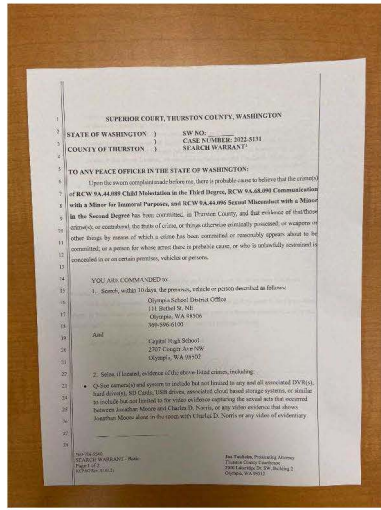 SUPERIOR COURT, THURSTON COUNTY, WASHINGTON
STATE OF WASHINGTON ) SW NO:
) CASE NUMBER: 2022-5131
COUNTY OF THURSTON ) SEARCH WARRANT
TO ANY PEACE OFFICER IN THE STATE OF WASHINGTON:
Upon the sworn complaint made before me, there is probable cause to believe that the crime(s)
of RCW 9A.44.089 Child Molestation in the Third Degree, RCW 9A.68.090 Communication
with a Minor for Immoral Purposes, and RCW 9A.44.096 Sexual Misconduct with a Minor
in the Second Degree has been committed, in Thurston County, and that evidence of that/those
crime(s), or contraband, the fruits of crime, or things otherwise criminally possessed, or weapons or
other things by means of which a crime has been committed or reasonably appears about to be
committed, or a person for whose arrest there is probable cause, or who is unlawfully restrained is
concealed in or on certain premises, vehicles or persons.
YOU ARE COMMANDED to:
1. Search, within 10 days, the premises, vehicle or person described as follows:
Olympia School District Office
111 Bethel St. NE
Olympia, WA 98506
360-596-6100
And
Capital High School
2707 Conger Ave NW
Olympia, WA 98502
2. Seize, if located, evidence of the above listed crimes, including:
• Q-See camera(s) and system to include but not limited to any and all associated DVR(s),
hard drive(s), SD Cards, USB drives, associated cloud based storage systems, or similar
to include but not limited to for video evidence capturing the sexual acts that occurred
between Jonathan Moore and Charles D. Norris, or any video evidence that shows
Jonathan Moore alone in the room with Charles D. Norris or any video of evidentiary
SEARCH WARRANT
Page 1 of
Prosecuting Attorney
Thurston County Courthouse
2000 Lakeridge Dr. SW, Building 2
Olympia, WA